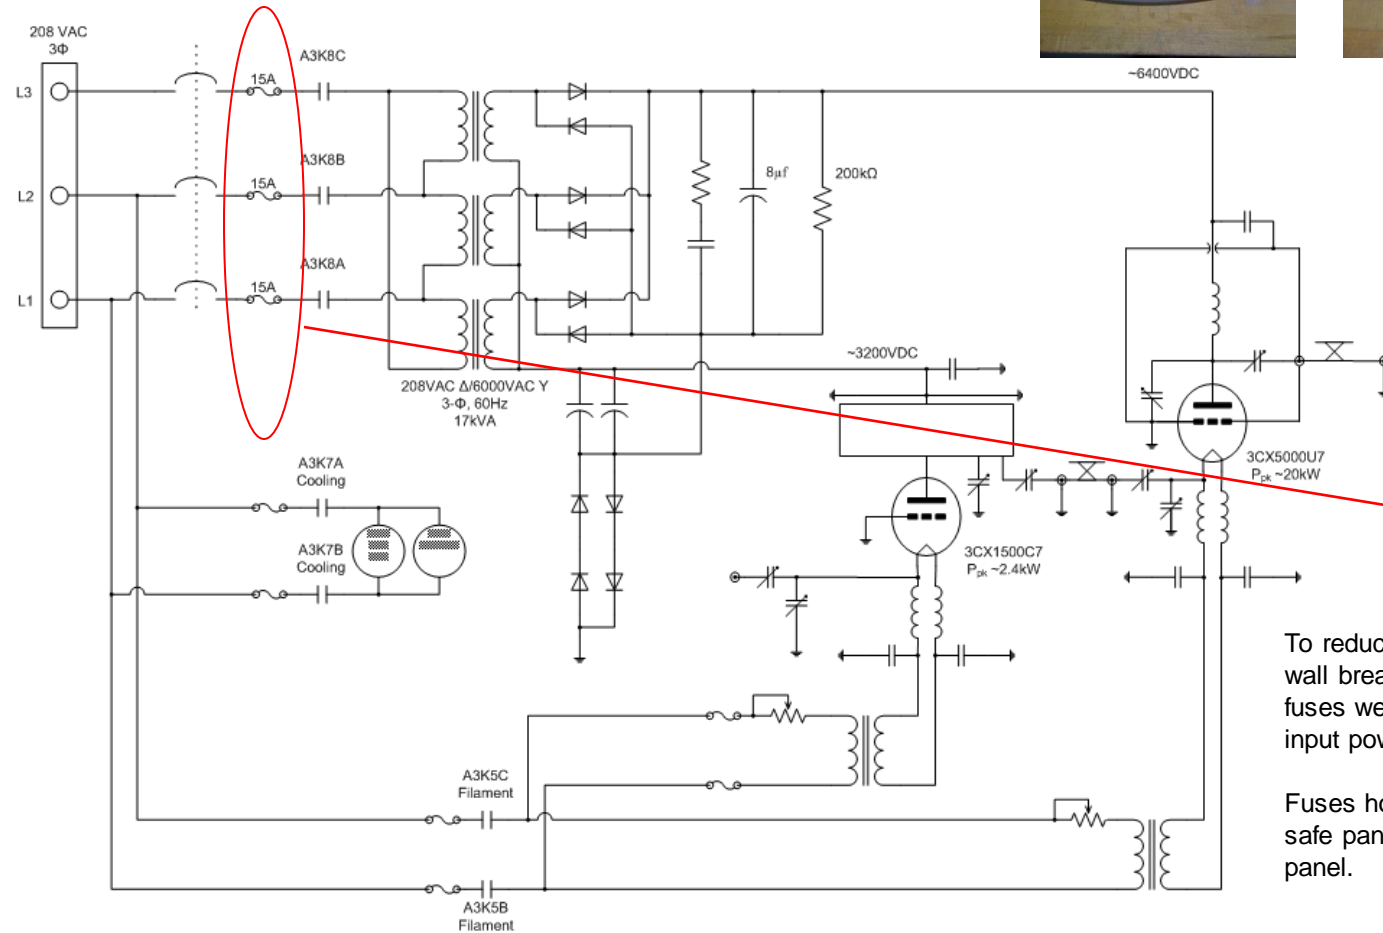 208 VAC
3Φ
L3
L2
L1
15A
15A
15A
A3K8C
A3K8B
A3K8A
208VAC Δ/6000VAC Y
3-Φ, 60Hz
17kVA
8µf
200kΩ
~6400VDC
~3200VDC
3CX5000U7
Ppk ~20kW
3CX1500C7
Ppk ~2.4kW
A3K7A
Cooling
A3K7B
Cooling
A3K5C
Filament
A3K5B
Filament
To reduc
wall brea
fuses we
input pow
Fuses ho
safe pan
panel.